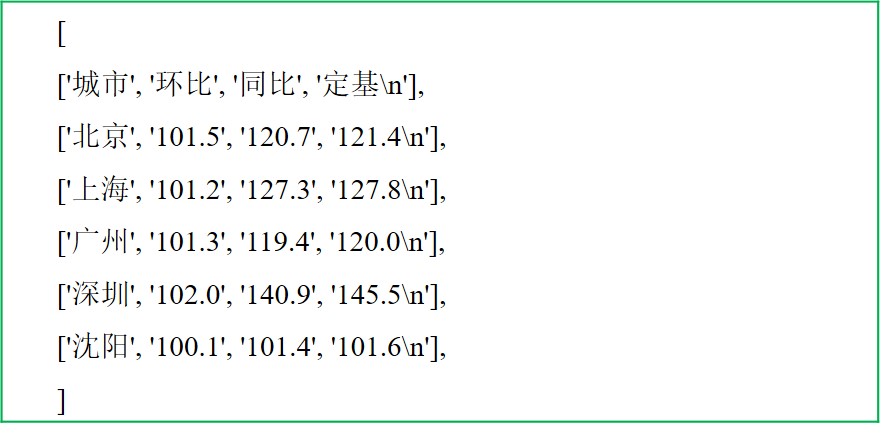 [
['城市', '环比', '同比', '定基\n'],
['北京', '101.5', '120.7', '121.4\n'],
['上海', '101.2', '127.3', '127.8\n'],
['广州', '101.3', '119.4', '120.0\n'],
['深圳', '102.0', '140.9', '145.5\n'],
['沈阳', '100.1', '101.4', '101.6\n'],
]